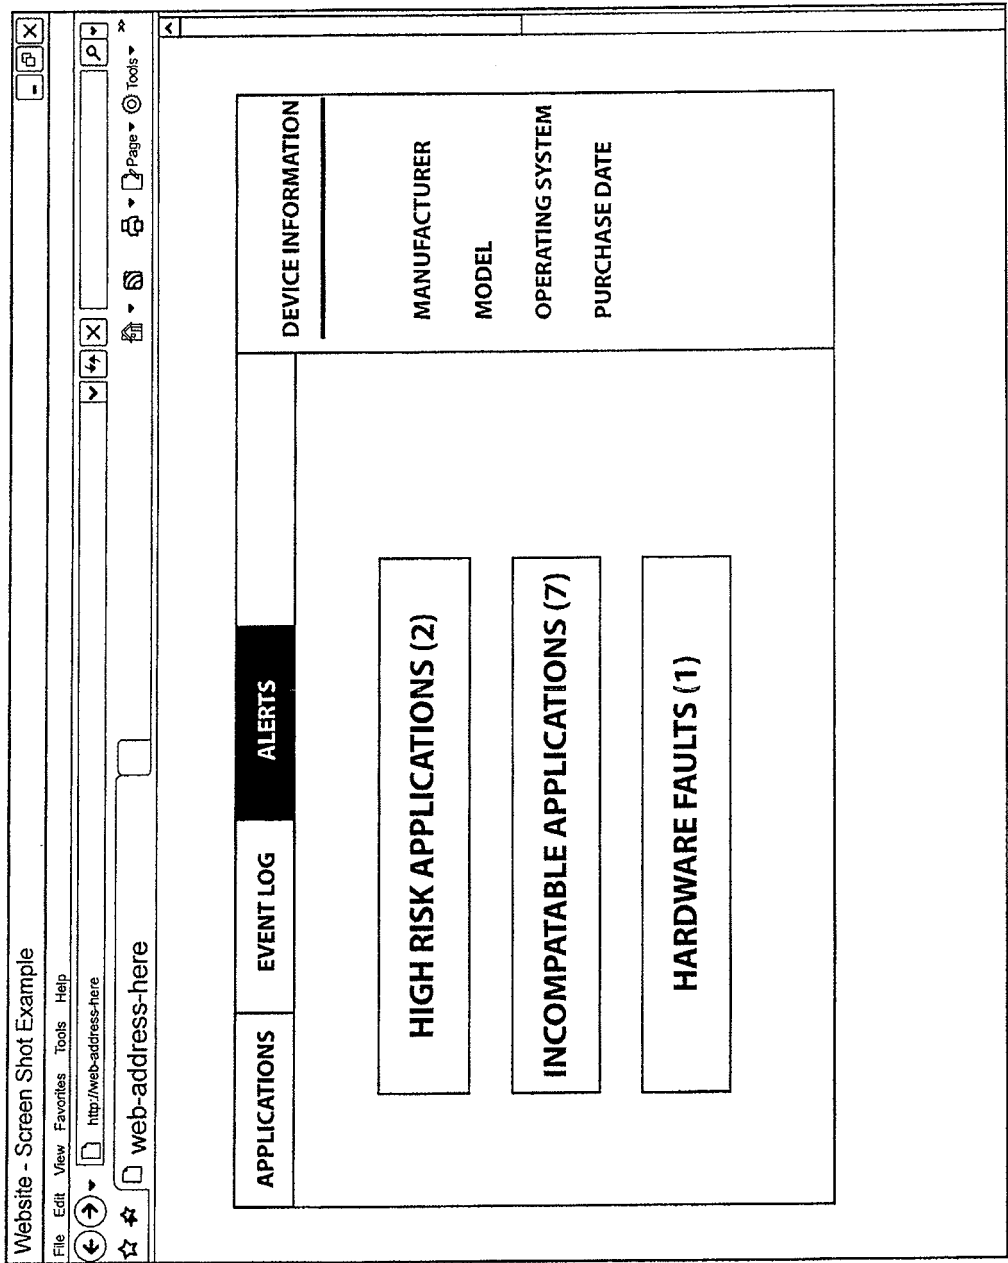 Website - Screen Shot Example
File Edit View Favorites Tools Help
http://web-address-here
web-address-here
Page Tools
APPLICATIONS EVENT LOG ALERTS
DEVICE INFORMATION
HIGH RISK APPLICATIONS (2)
INCOMPATABLE APPLICATIONS (7)
HARDWARE FAULTS (1)
MANUFACTURER
MODEL
OPERATING SYSTEM
PURCHASE DATE